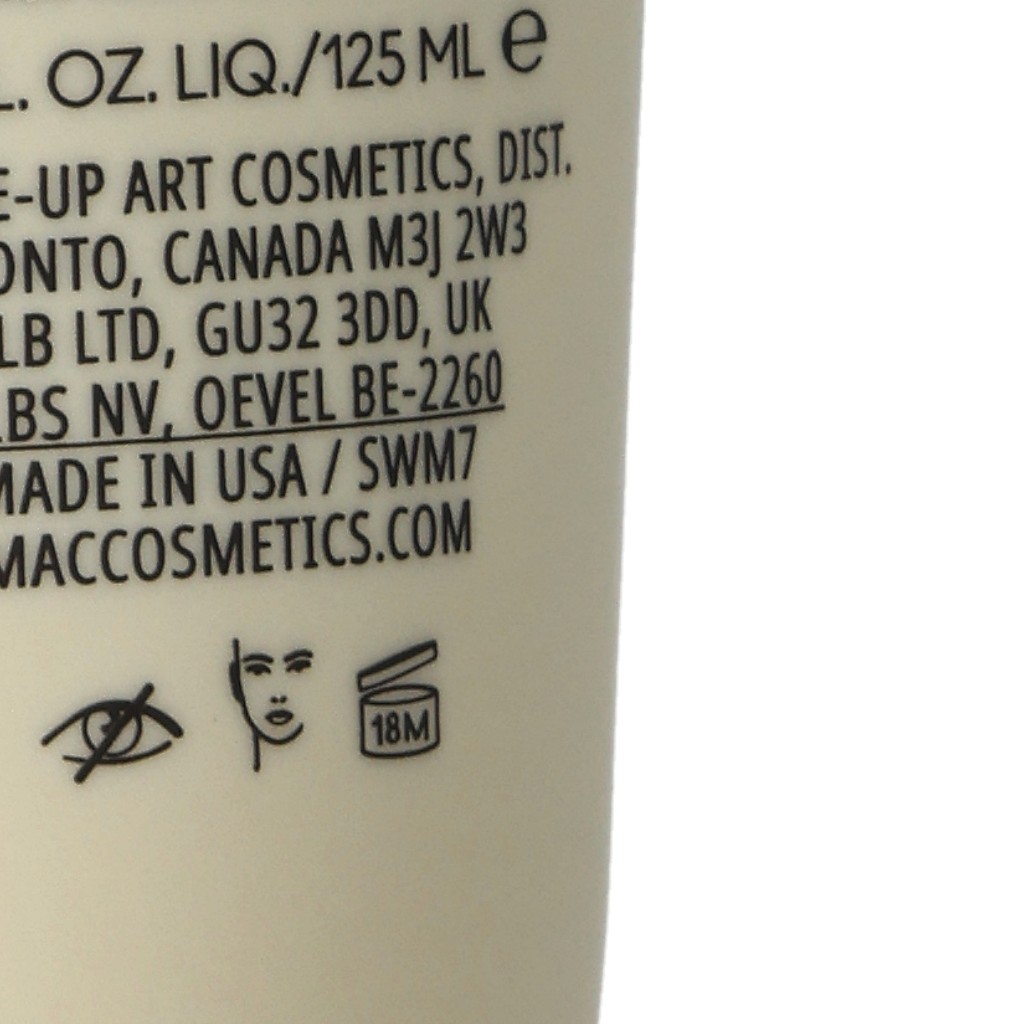 L. OZ. LIQ./125 ML e
E-UP ART COSMETICS, DIST.
ONTO, CANADA M3J 2W3
LB LTD, GU32 3DD, UK
LBS NV, OEVEL BE-2260
MADE IN USA / SWM7
MACCOSMETICS.COM
18M